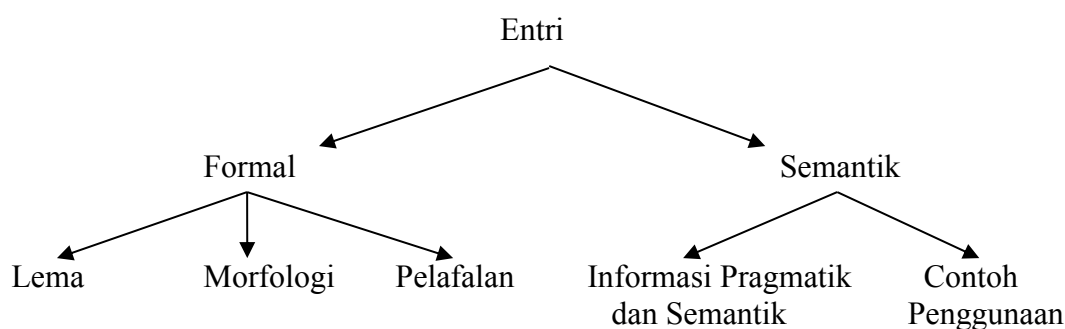 Entri
Formal Semantik
Lema Morfologi Pelafalan Informasi Pragmatik Contoh
dan Semantik Penggunaan